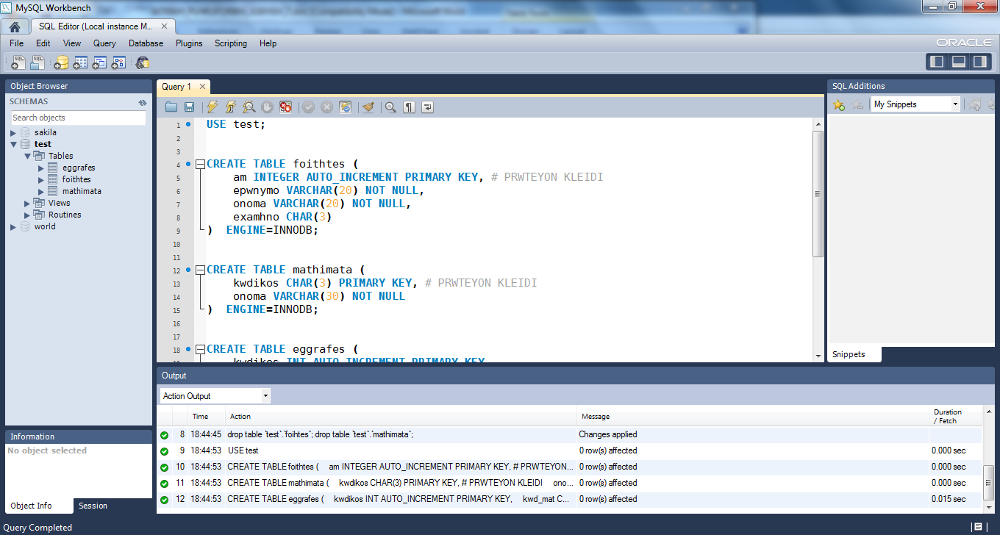 MySQL Workbench
SQL Editor (Local instance M...
File Edit View Query Database Plugins Scripting Help
ORACLE
Object Browser
SCHEMAS
Search objects
sakila
test
Tables
eggrafes
foithtes
mathimata
Views
Routines
world
Information
No object selected
Object Info Session
Query 1
1 USE test;
2
3
4 CREATE TABLE foithtes (
5 am INTEGER AUTO_INCREMENT PRIMARY KEY, # PRWTEYON KLEIDI
6 epwnymo VARCHAR(20) NOT NULL,
7 onoma VARCHAR(20) NOT NULL,
8 examhno CHAR(3)
9 ) ENGINE=INNODB;
10
11
12 CREATE TABLE mathimata (
13 kwdikos CHAR(3) PRIMARY KEY, # PRWTEYON KLEIDI
14 onoma VARCHAR(30) NOT NULL
15 ) ENGINE=INNODB;
16
17
18 CREATE TABLE eggrafes (
kwdikos INT AUTO_INCREMENT PRIMARY KEY
SQL Additions
My Snippets
Snippets
Output
Action Output
Time Action Message Duration / Fetch
8 18:44:45 drop table `test`.`foihtes`; drop table `test`.`mathimata`; Changes applied
9 18:44:53 USE test 0 row(s) affected 0.000 sec
10 18:44:53 CREATE TABLE foithtes ( am INTEGER AUTO_INCREMENT PRIMARY KEY, # PRWTEYON... 0 row(s) affected 0.000 sec
11 18:44:53 CREATE TABLE mathimata ( kwdikos CHAR(3) PRIMARY KEY, # PRWTEYON KLEIDI ono... 0 row(s) affected 0.000 sec
12 18:44:53 CREATE TABLE eggrafes ( kwdikos INT AUTO_INCREMENT PRIMARY KEY, kwd_mat C... 0 row(s) affected 0.015 sec
Query Completed